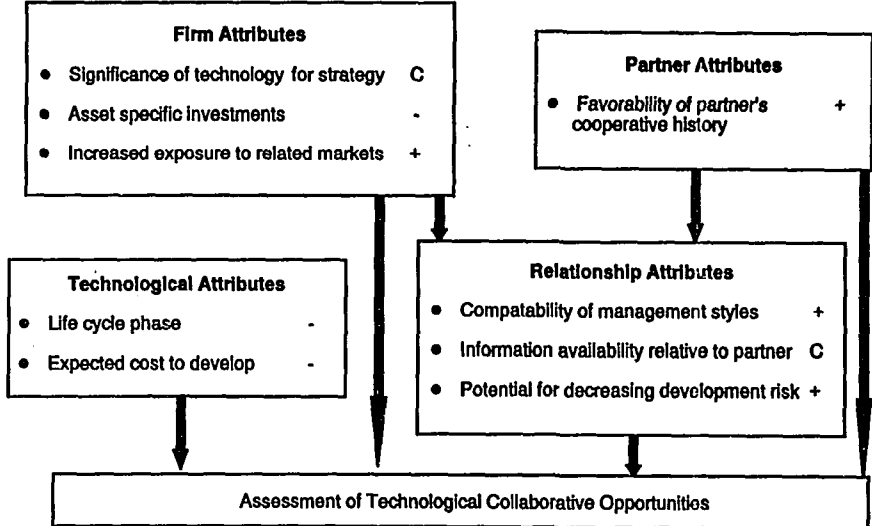 Firm Attributes
• Significance of technology for strategy C
• Asset specific investments -
• Increased exposure to related markets +
Partner Attributes
• Favorability of partner's +
cooperative history
Technological Attributes
• Life cycle phase -
• Expected cost to develop -
Relationship Attributes
• Compatability of management styles +
• Information availability relative to partner C
• Potential for decreasing development risk +
Assessment of Technological Collaborative Opportunities